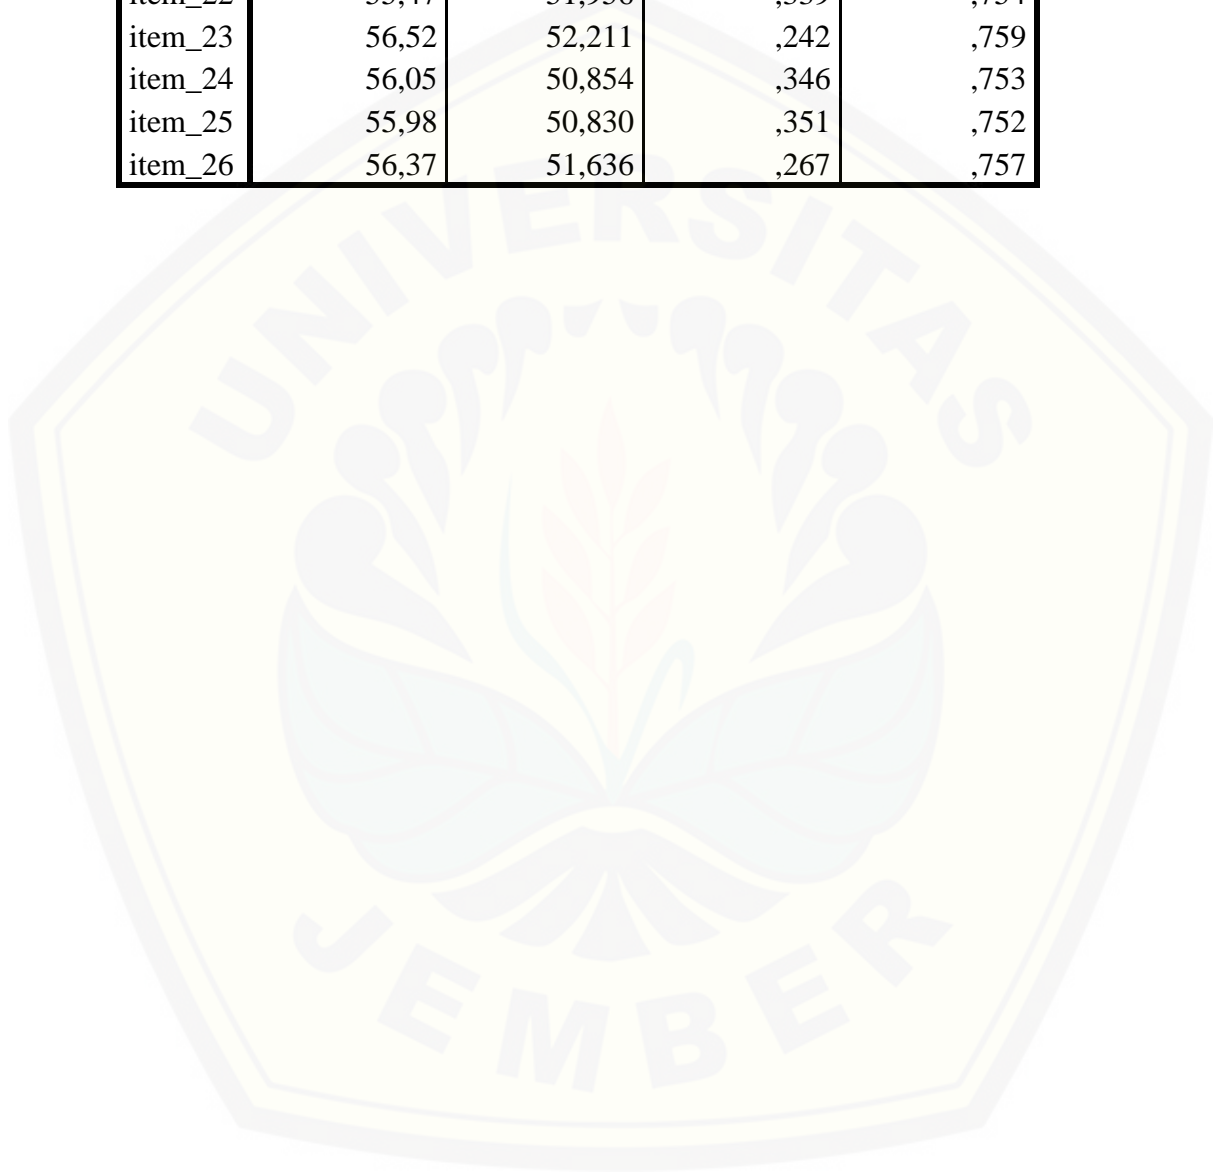 item_22
item_23 56,52 52,211 ,242 ,759
item_24 56,05 50,854 ,346 ,753
item_25 55,98 50,830 ,351 ,752
item_26 56,37 51,636 ,267 ,757
UNIVERSITAS
JEMBER